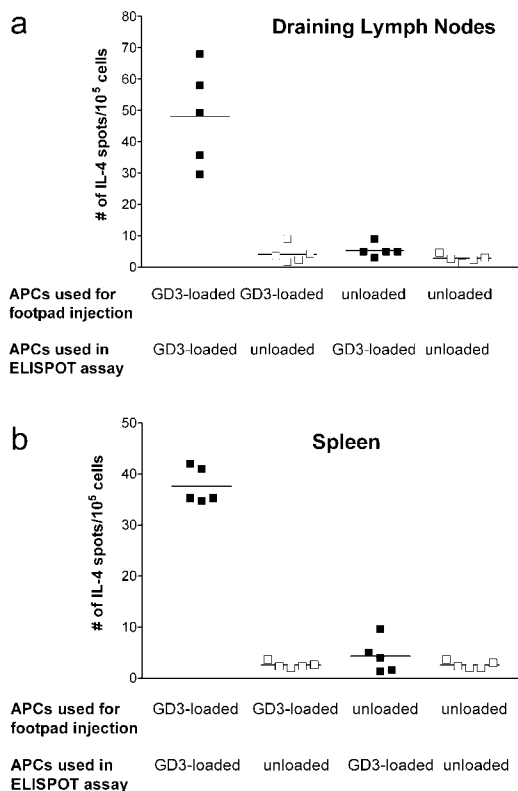 a
Draining Lymph Nodes
# of IL-4 spots/10⁵ cells
80
70
60
50
40
30
20
10
0
APCs used for footpad injection
GD3-loaded GD3-loaded unloaded unloaded
APCs used in ELISPOT assay
GD3-loaded unloaded GD3-loaded unloaded
b
Spleen
# of IL-4 spots/10⁵ cells
50
40
30
20
10
0
APCs used for footpad injection
GD3-loaded GD3-loaded unloaded unloaded
APCs used in ELISPOT assay
GD3-loaded unloaded GD3-loaded unloaded